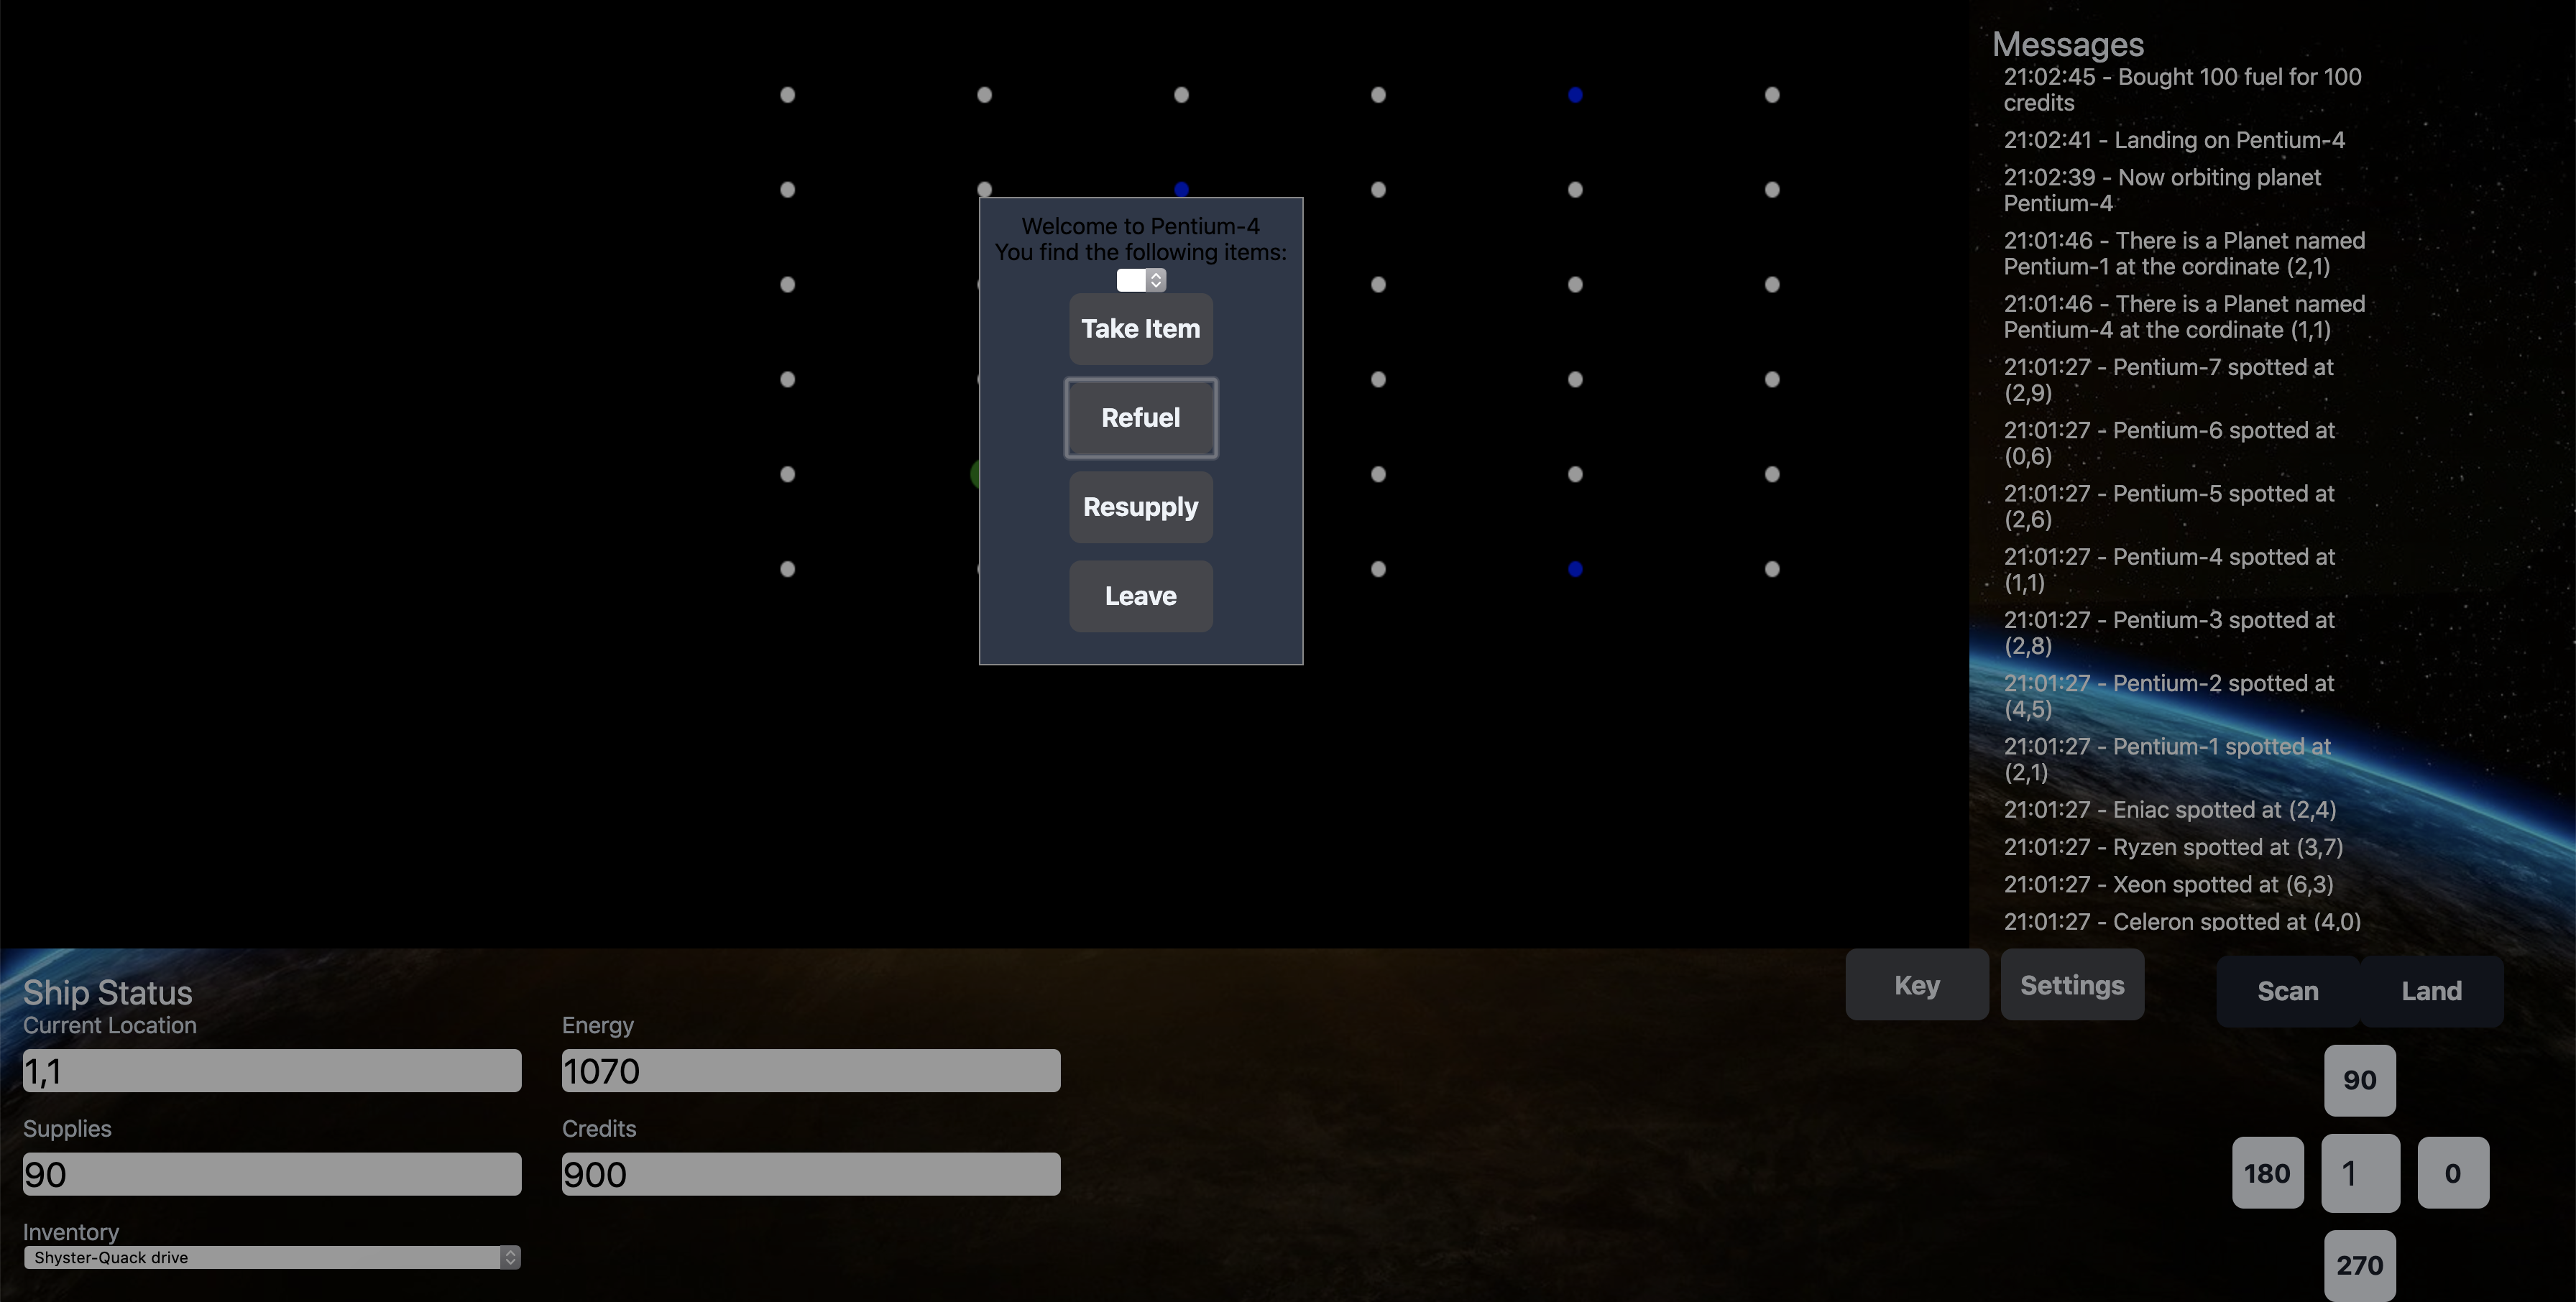 Messages
21:02:45 - Bought 100 fuel for 100
credits
21:02:41 - Landing on Pentium-4
21:02:39 - Now orbiting planet
Pentium-4
21:01:46 - There is a Planet named
Pentium-1 at the cordinate (2,1)
21:01:46 - There is a Planet named
Pentium-4 at the cordinate (1,1)
21:01:27 - Pentium-7 spotted at
(2,9)
21:01:27 - Pentium-6 spotted at
(0,6)
21:01:27 - Pentium-5 spotted at
(2,6)
21:01:27 - Pentium-4 spotted at
(1,1)
21:01:27 - Pentium-3 spotted at
(2,8)
21:01:27 - Pentium-2 spotted at
(4,5)
21:01:27 - Pentium-1 spotted at
(2,1)
21:01:27 - Eniac spotted at (2,4)
21:01:27 - Ryzen spotted at (3,7)
21:01:27 - Xeon spotted at (6,3)
21:01:27 - Celeron spotted at (4,0)
Welcome to Pentium-4
You find the following items:
Take Item
Refuel
Resupply
Leave
Ship Status
Current Location
1,1
Energy
1070
Supplies
90
Credits
900
Inventory
Shyster-Quack drive
Key
Settings
Scan
Land
90
180
1
0
270